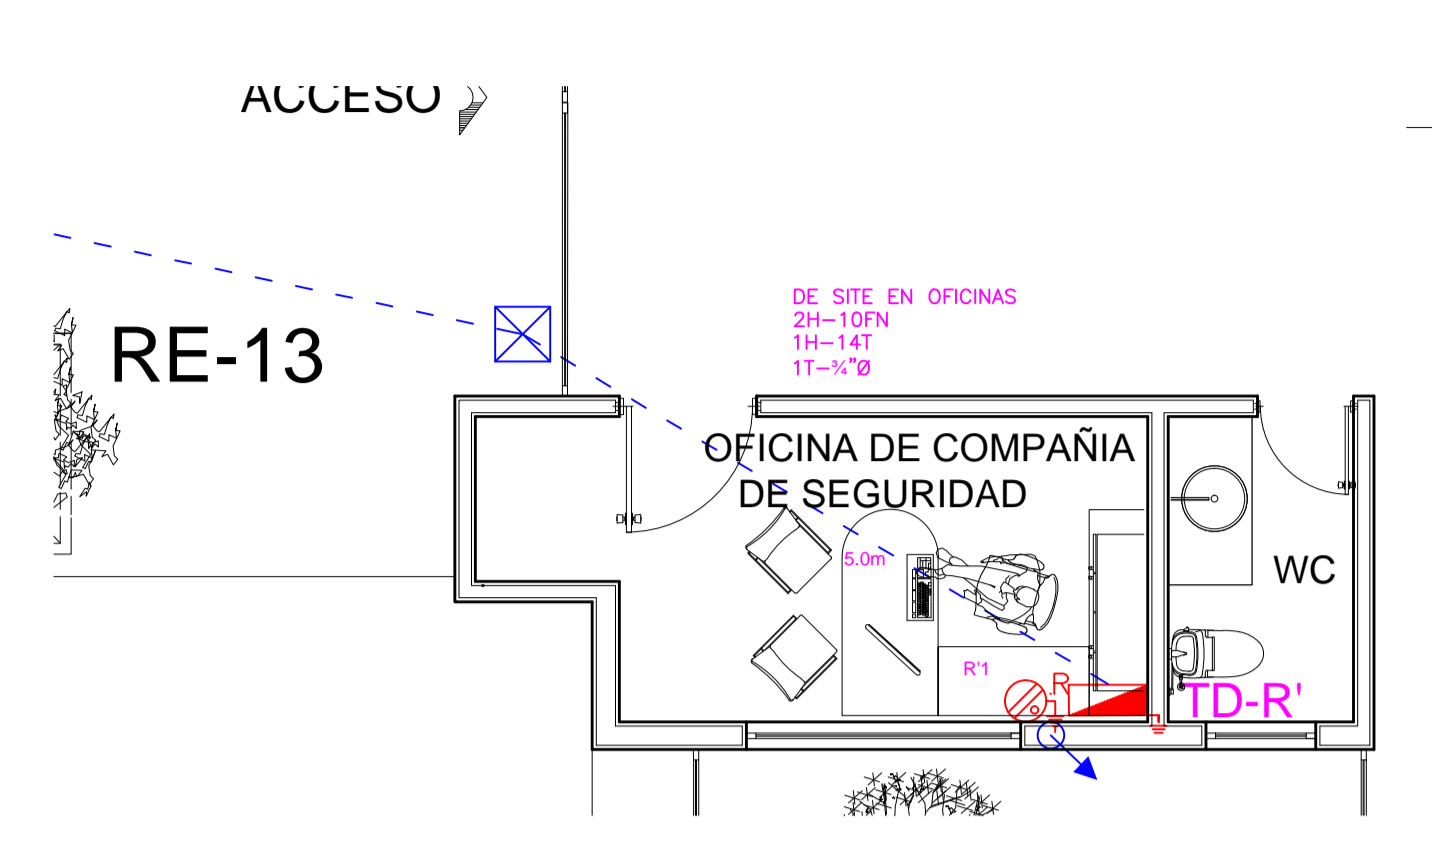 ACCESO
DE SITE EN OFICINAS
2H-10FN
1H-14T
1T-¾"Ø
RE-13
OFICINA DE COMPAÑIA
DE SEGURIDAD
5.0m
WC
R'1
.R
TD-R'